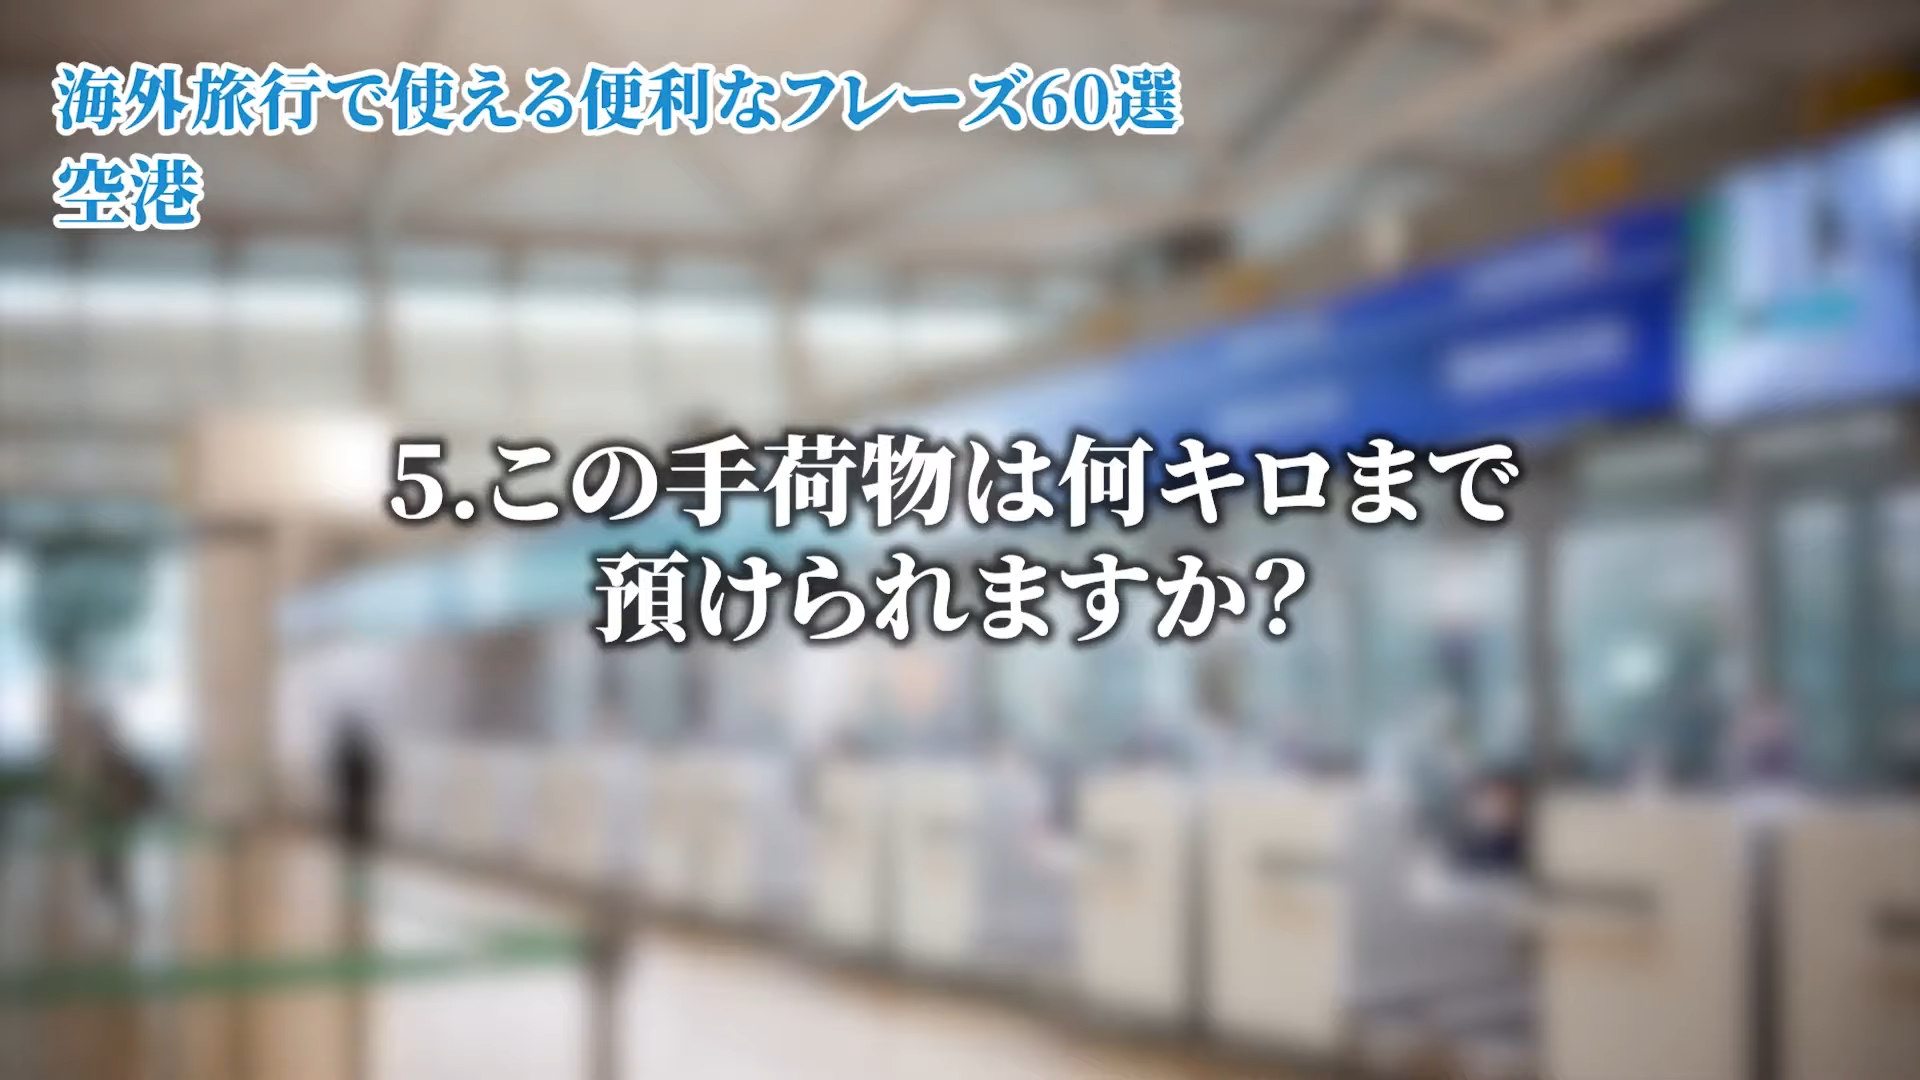 海外旅行で使える便利なフレーズ60選
空港
5.この手荷物は何キロまで
預けられますか?